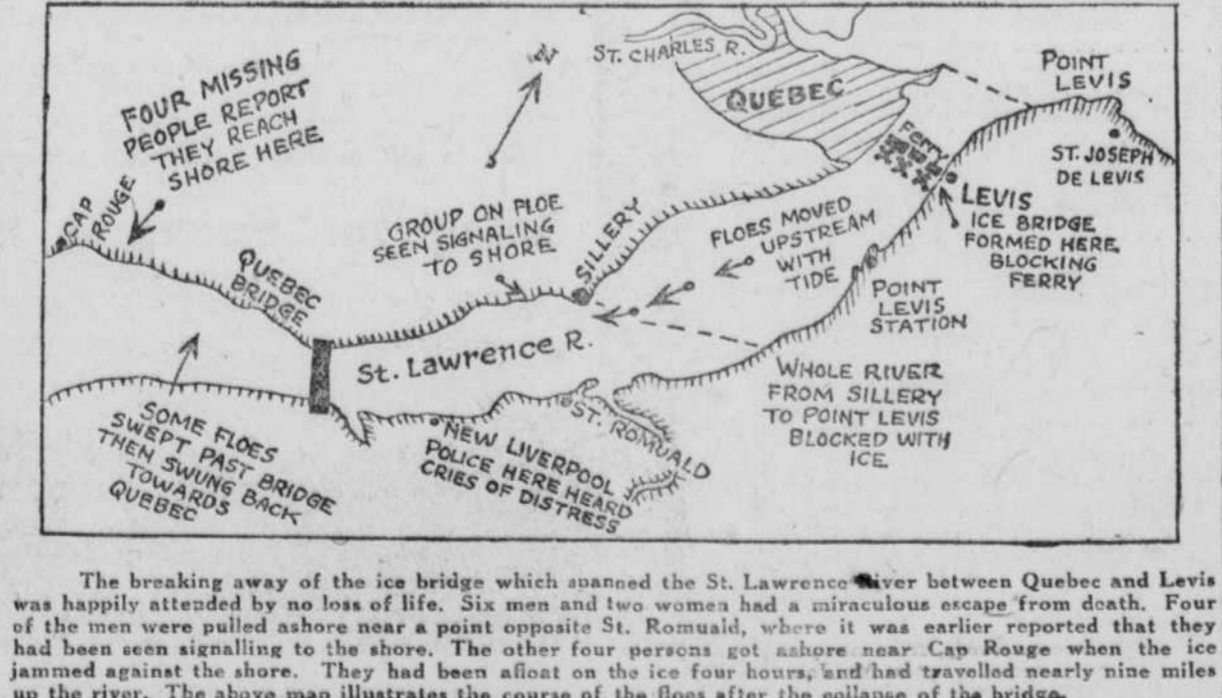 FOUR MISSING
PEOPLE REPORT
THEY REACH
SHORE HERE
N
S
ST. CHARLES R.
QUEBEC
POINT
LEVIS
ST. JOSEPH
DE LEVIS
FERRY
LEVIS
ICE BRIDGE
FORMED HERE
BLOCKING
FERRY
CAP
ROUGE
QUEBEC
BRIDGE
GROUP ON FLOE
SEEN SIGNALING
TO SHORE
SILLERY
FLOES MOVED
UPSTREAM
WITH
TIDE
POINT
LEVIS
STATION
St. Lawrence R.
WHOLE RIVER
FROM SILLERY
TO POINT LEVIS
BLOCKED WITH
ICE
SOME FLOES
SWEPT PAST BRIDGE
THEN SWUNG BACK
TOWARDS
QUEBEC
NEW LIVERPOOL
POLICE HERE HEARD
CRIES OF DISTRESS
ST. ROMUALD
The breaking away of the ice bridge which spanned the St. Lawrence River between Quebec and Levis
was happily attended by no loss of life. Six men and two women had a miraculous escape from death. Four
of the men were pulled ashore near a point opposite St. Romuald, where it was earlier reported that they
had been seen signalling to the shore. The other four persons got ashore near Cap Rouge when the ice
jammed against the shore. They had been afloat on the ice four hours, and had travelled nearly nine miles
up the river. The above map illustrates the course of the floes after the collapse of the bridge.